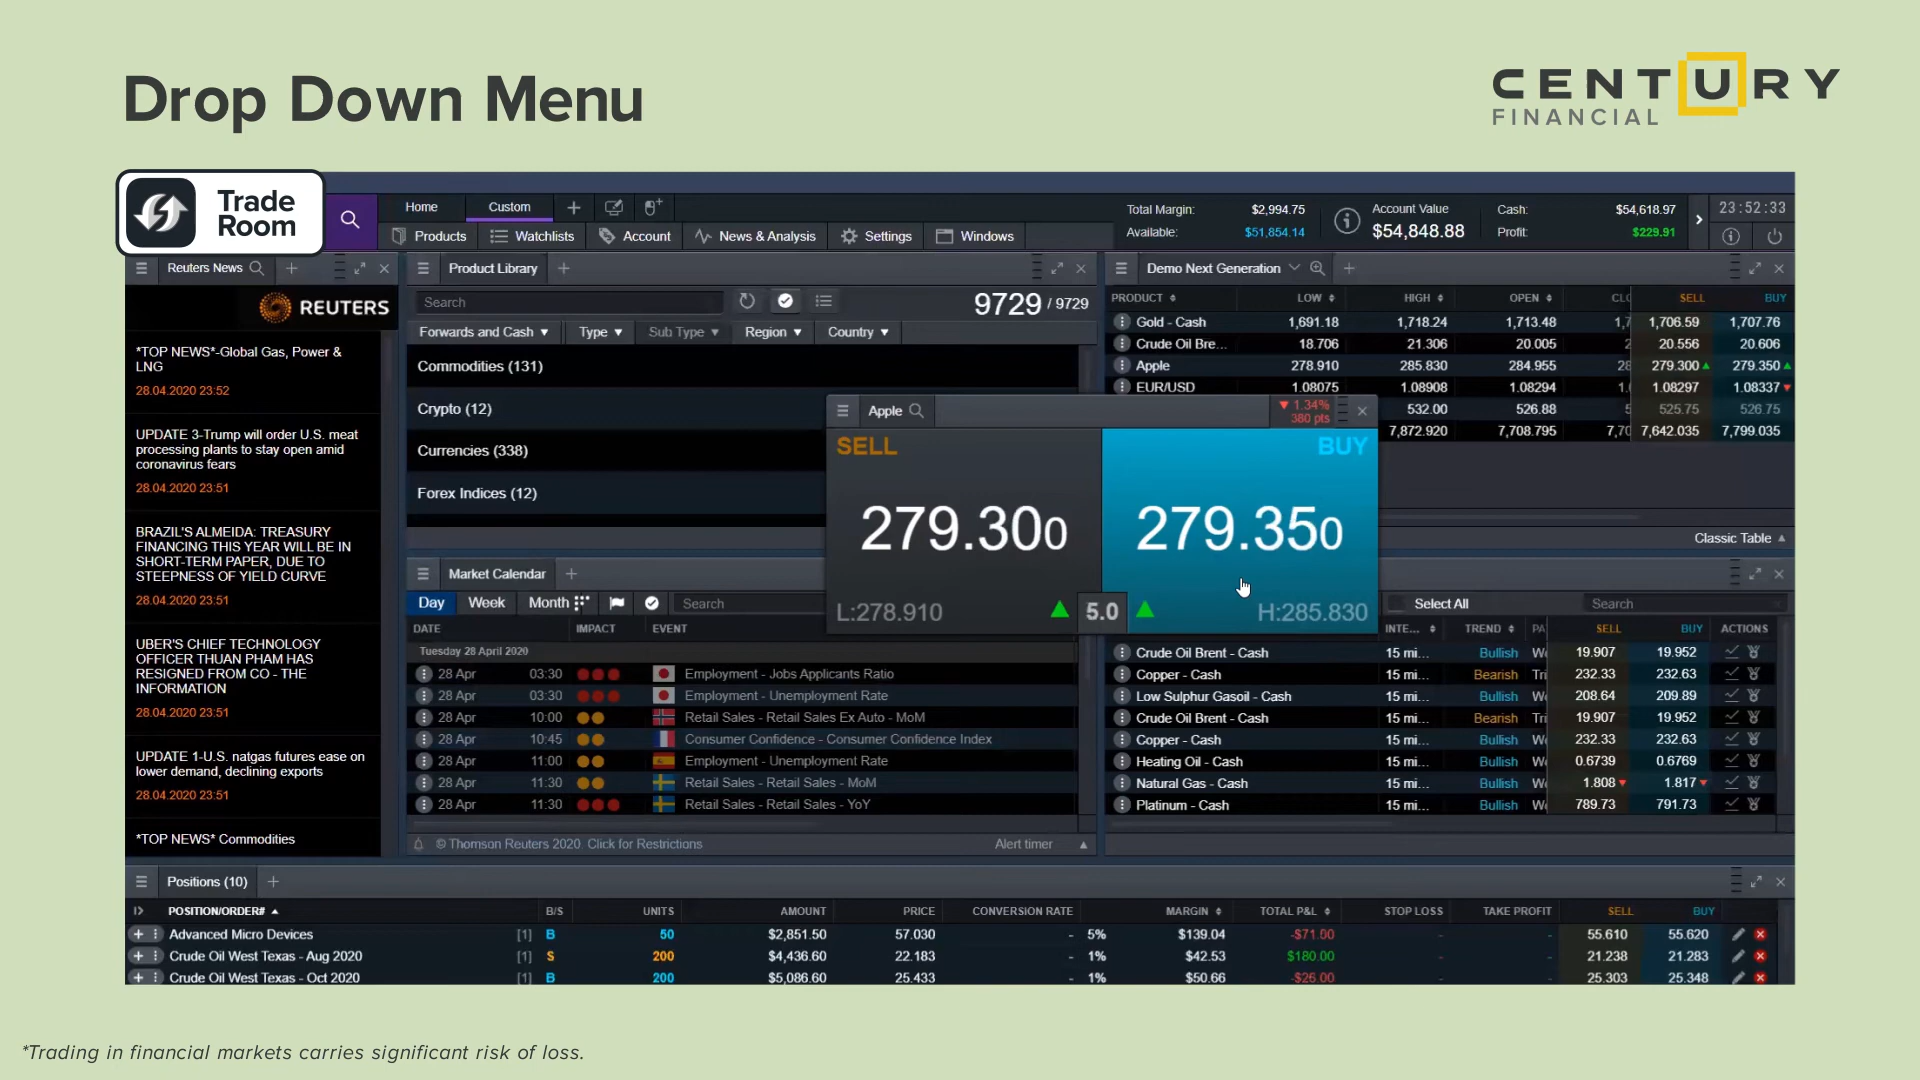 Drop Down Menu
CENTURY
FINANCIAL
Trade
Room
Home
Custom
Products
Watchlists
Account
News & Analysis
Settings
Windows
Total Margin: $2,994.75
Available: $51,854.14
Account Value
$54,848.88
Cash: $54,618.97
Profit: $229.91
23:52:33
Reuters News
REUTERS
*TOP NEWS*-Global Gas, Power &
LNG
28.04.2020 23:52
UPDATE 3-Trump will order U.S. meat
processing plants to stay open amid
coronavirus fears
28.04.2020 23:51
BRAZIL'S ALMEIDA: TREASURY
FINANCING THIS YEAR WILL BE IN
SHORT-TERM PAPER, DUE TO
STEEPNESS OF YIELD CURVE
28.04.2020 23:51
UBER'S CHIEF TECHNOLOGY
OFFICER THUAN PHAM HAS
RESIGNED FROM CO - THE
INFORMATION
28.04.2020 23:51
UPDATE 1-U.S. natgas futures ease on
lower demand, declining exports
28.04.2020 23:51
*TOP NEWS* Commodities
Product Library
Search
9729 / 9729
Forwards and Cash Type Sub Type Region Country
Commodities (131)
Crypto (12)
Currencies (338)
Forex Indices (12)
Demo Next Generation
PRODUCT LOW HIGH OPEN CLO SELL BUY
Gold - Cash 1,691.18 1,718.24 1,713.48 1,7 1,706.59 1,707.76
Crude Oil Bre... 18.706 21.306 20.005 2 20.556 20.606
Apple 278.910 285.830 284.955 28 279.300 279.350
EUR/USD 1.08075 1.08908 1.08294 1.0 1.08297 1.08337
532.00 526.88 5 525.75 526.75
7,872.920 7,708.795 7,70 7,642.035 7,799.035
Classic Table
Apple
1.34%
380 pts
SELL
BUY
279.300
279.350
L:278.910
5.0
H:285.830
Market Calendar
Day Week Month Search
DATE IMPACT EVENT
Tuesday 28 April 2020
28 Apr 03:30 Employment - Jobs Applicants Ratio
28 Apr 03:30 Employment - Unemployment Rate
28 Apr 10:00 Retail Sales - Retail Sales Ex Auto - MoM
28 Apr 10:45 Consumer Confidence - Consumer Confidence Index
28 Apr 11:00 Employment - Unemployment Rate
28 Apr 11:30 Retail Sales - Retail Sales - MoM
28 Apr 11:30 Retail Sales - Retail Sales - YoY
© Thomson Reuters 2020. Click for Restrictions
Alert timer
Select All Search
INTE... TREND PA SELL BUY ACTIONS
Crude Oil Brent - Cash 15 mi... Bullish We 19.907 19.952
Copper - Cash 15 mi... Bearish Tri 232.33 232.63
Low Sulphur Gasoil - Cash 15 mi... Bullish We 208.64 209.89
Crude Oil Brent - Cash 15 mi... Bearish Tri 19.907 19.952
Copper - Cash 15 mi... Bullish We 232.33 232.63
Heating Oil - Cash 15 mi... Bullish We 0.6739 0.6769
Natural Gas - Cash 15 mi... Bullish We 1.808 1.817
Platinum - Cash 15 mi... Bullish We 789.73 791.73
Positions (10)
POSITION/ORDER# B/S UNITS AMOUNT PRICE CONVERSION RATE MARGIN TOTAL P&L STOP LOSS TAKE PROFIT SELL BUY
Advanced Micro Devices [1] B 50 $2,851.50 57.030 - 5% $139.04 -$71.00 - - 55.610 55.620
Crude Oil West Texas - Aug 2020 [1] S 200 $4,436.60 22.183 - 1% $42.53 $180.00 - - 21.238 21.283
Crude Oil West Texas - Oct 2020 [1] B 200 $5,086.60 25.433 - 1% $50.66 -$26.00 - - 25.303 25.348
*Trading in financial markets carries significant risk of loss.